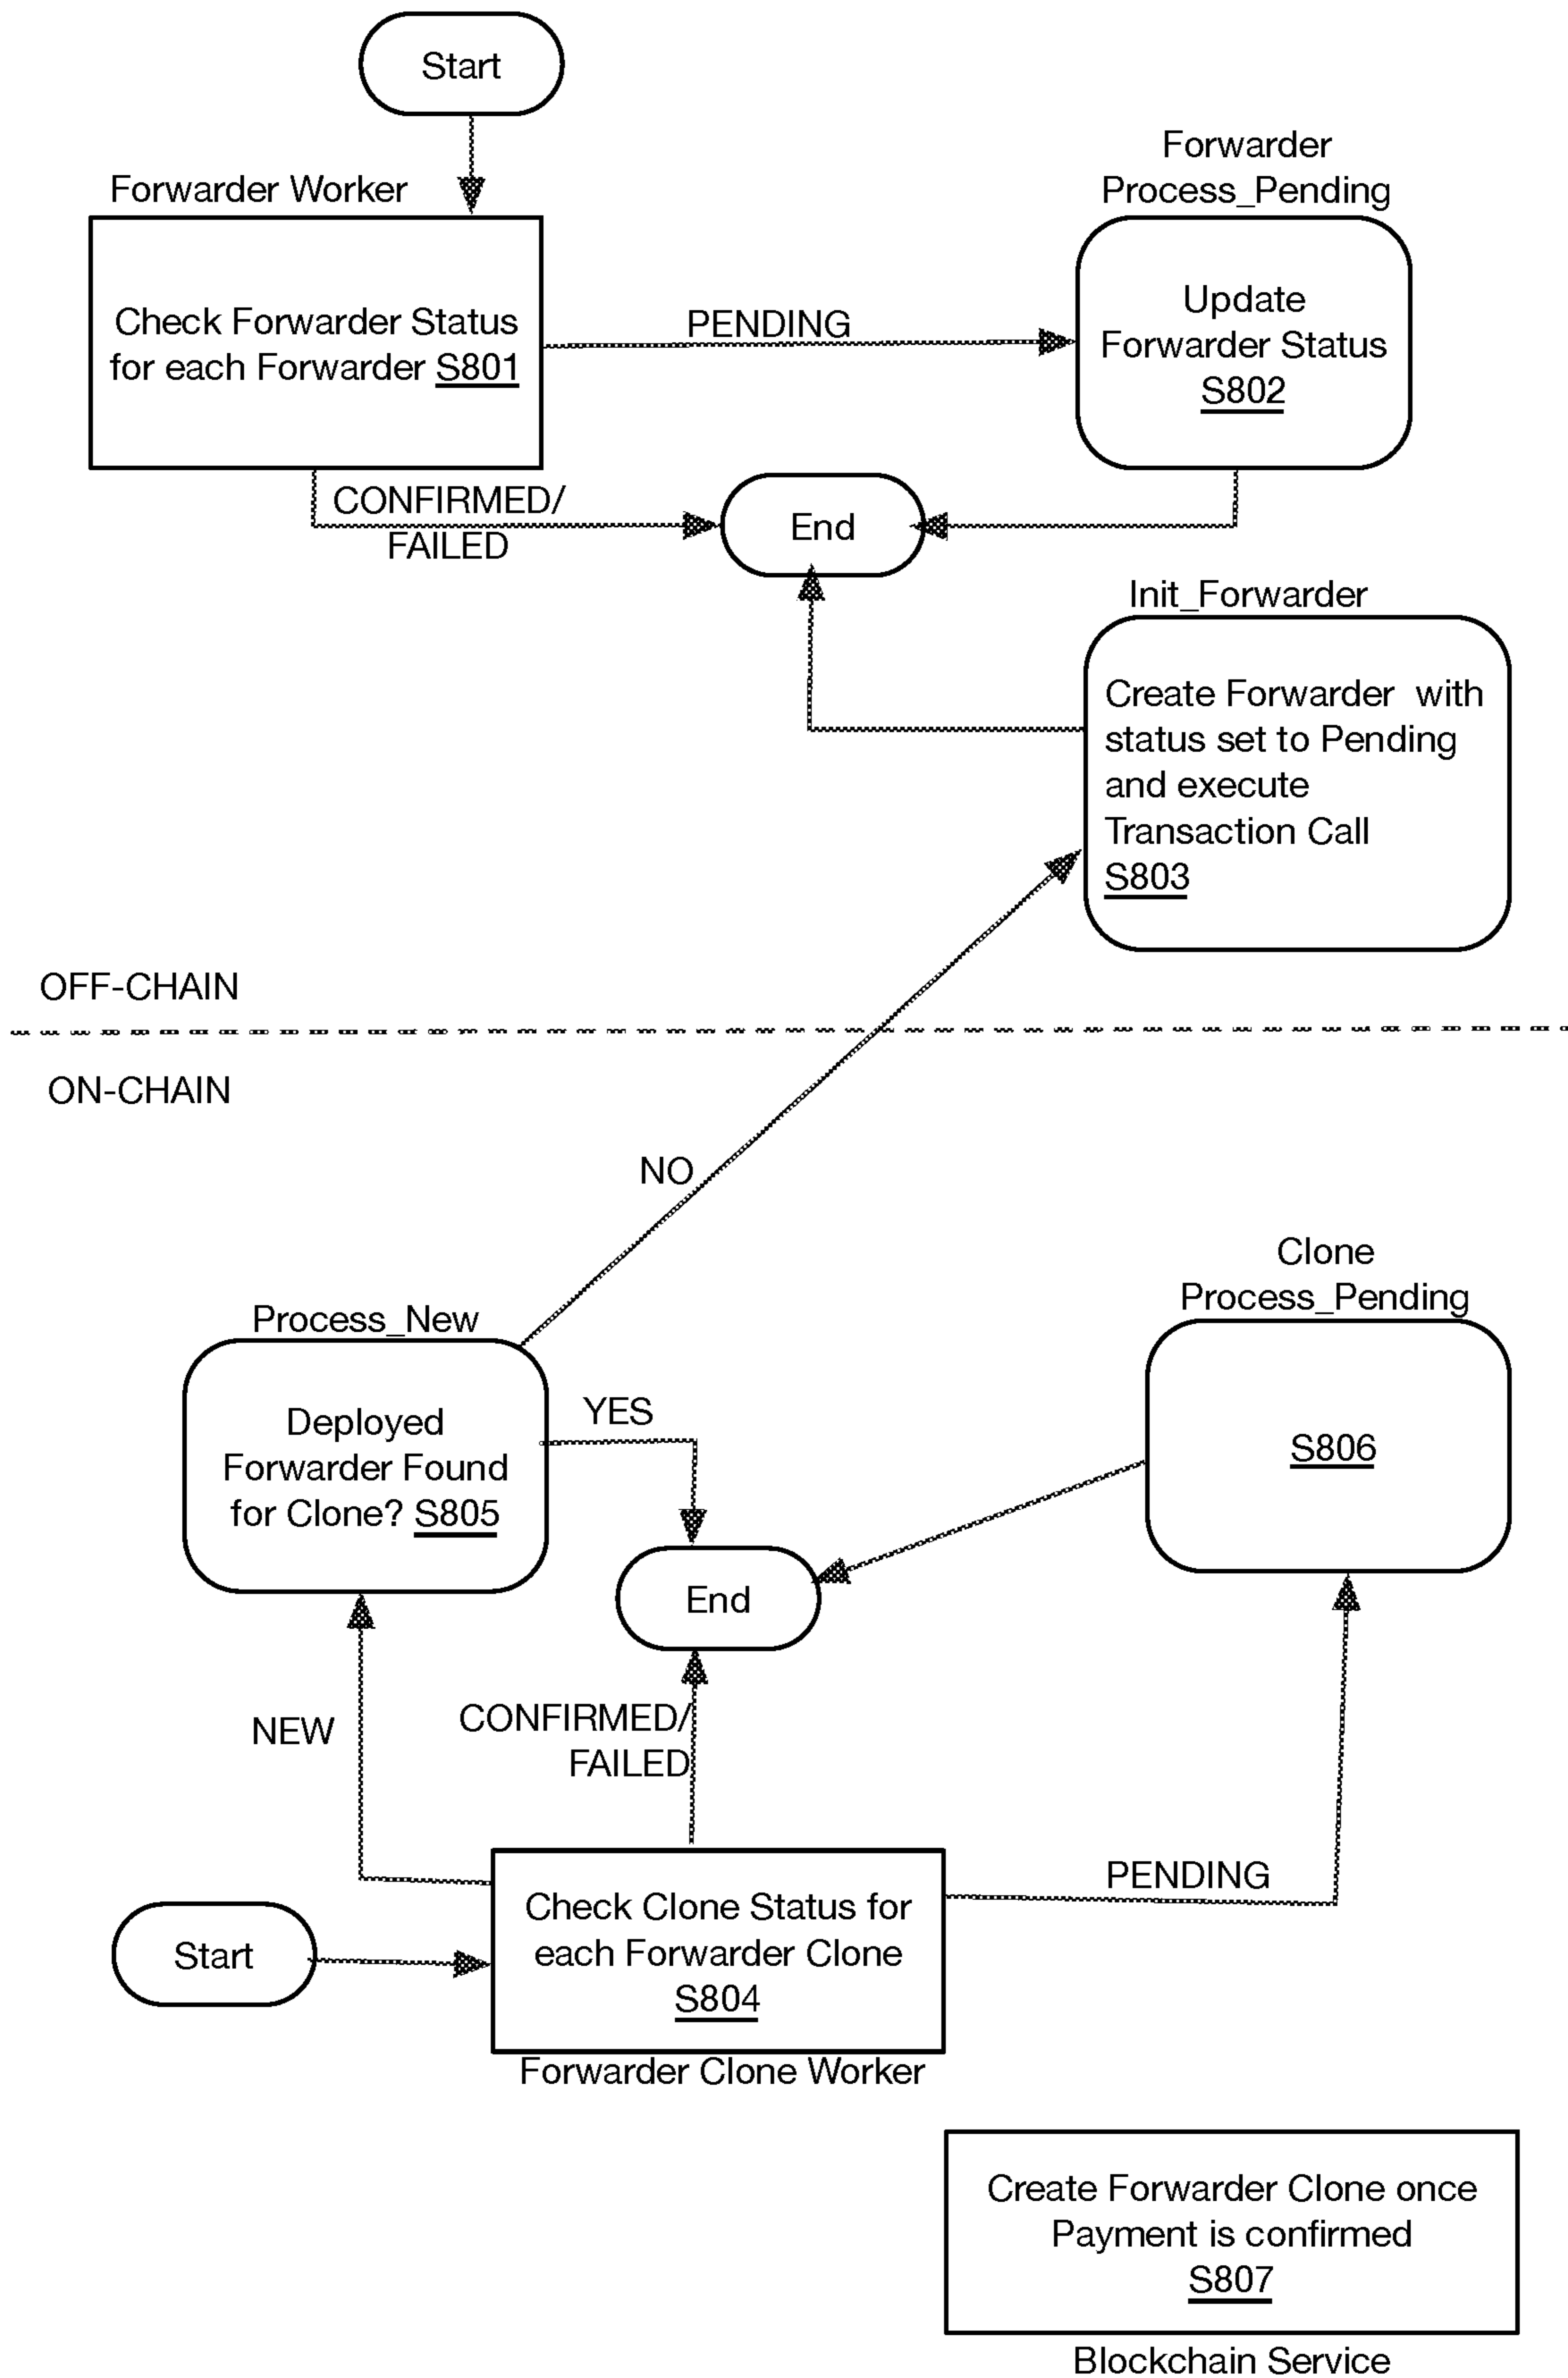 Start
Forwarder Worker
Check Forwarder Status
for each Forwarder S801
PENDING
Forwarder
Process_Pending
Update
Forwarder Status
S802
CONFIRMED/
FAILED
End
Init_Forwarder
Create Forwarder with
status set to Pending
and execute
Transaction Call
S803
OFF-CHAIN
ON-CHAIN
NO
Process_New
Deployed
Forwarder Found
for Clone? S805
YES
Clone
Process_Pending
S806
End
NEW
CONFIRMED/
FAILED
PENDING
Start
Check Clone Status for
each Forwarder Clone
S804
Forwarder Clone Worker
Create Forwarder Clone once
Payment is confirmed
S807
Blockchain Service